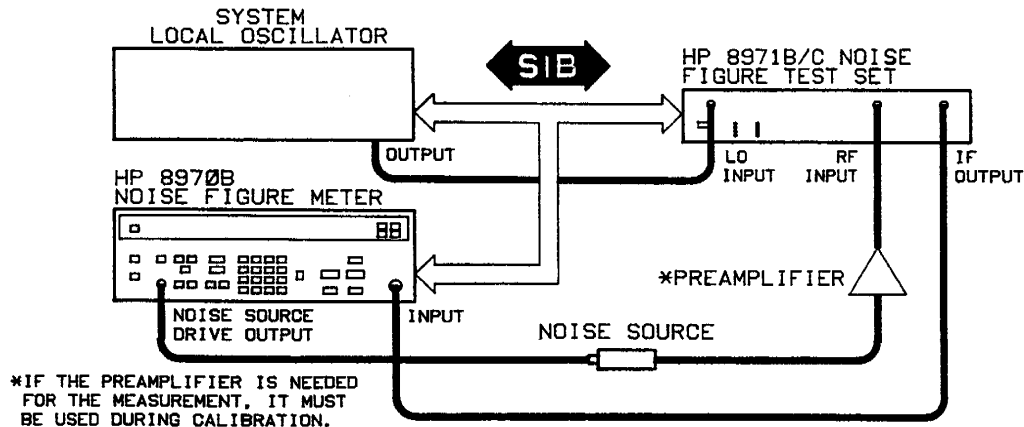 SYSTEM
LOCAL OSCILLATOR
SIB
HP 8971B/C NOISE
FIGURE TEST SET
OUTPUT
LO
INPUT
RF
INPUT
IF
OUTPUT
HP 8970B
NOISE FIGURE METER
*PREAMPLIFIER
NOISE SOURCE
DRIVE OUTPUT
INPUT
NOISE SOURCE
*IF THE PREAMPLIFIER IS NEEDED
FOR THE MEASUREMENT, IT MUST
BE USED DURING CALIBRATION.